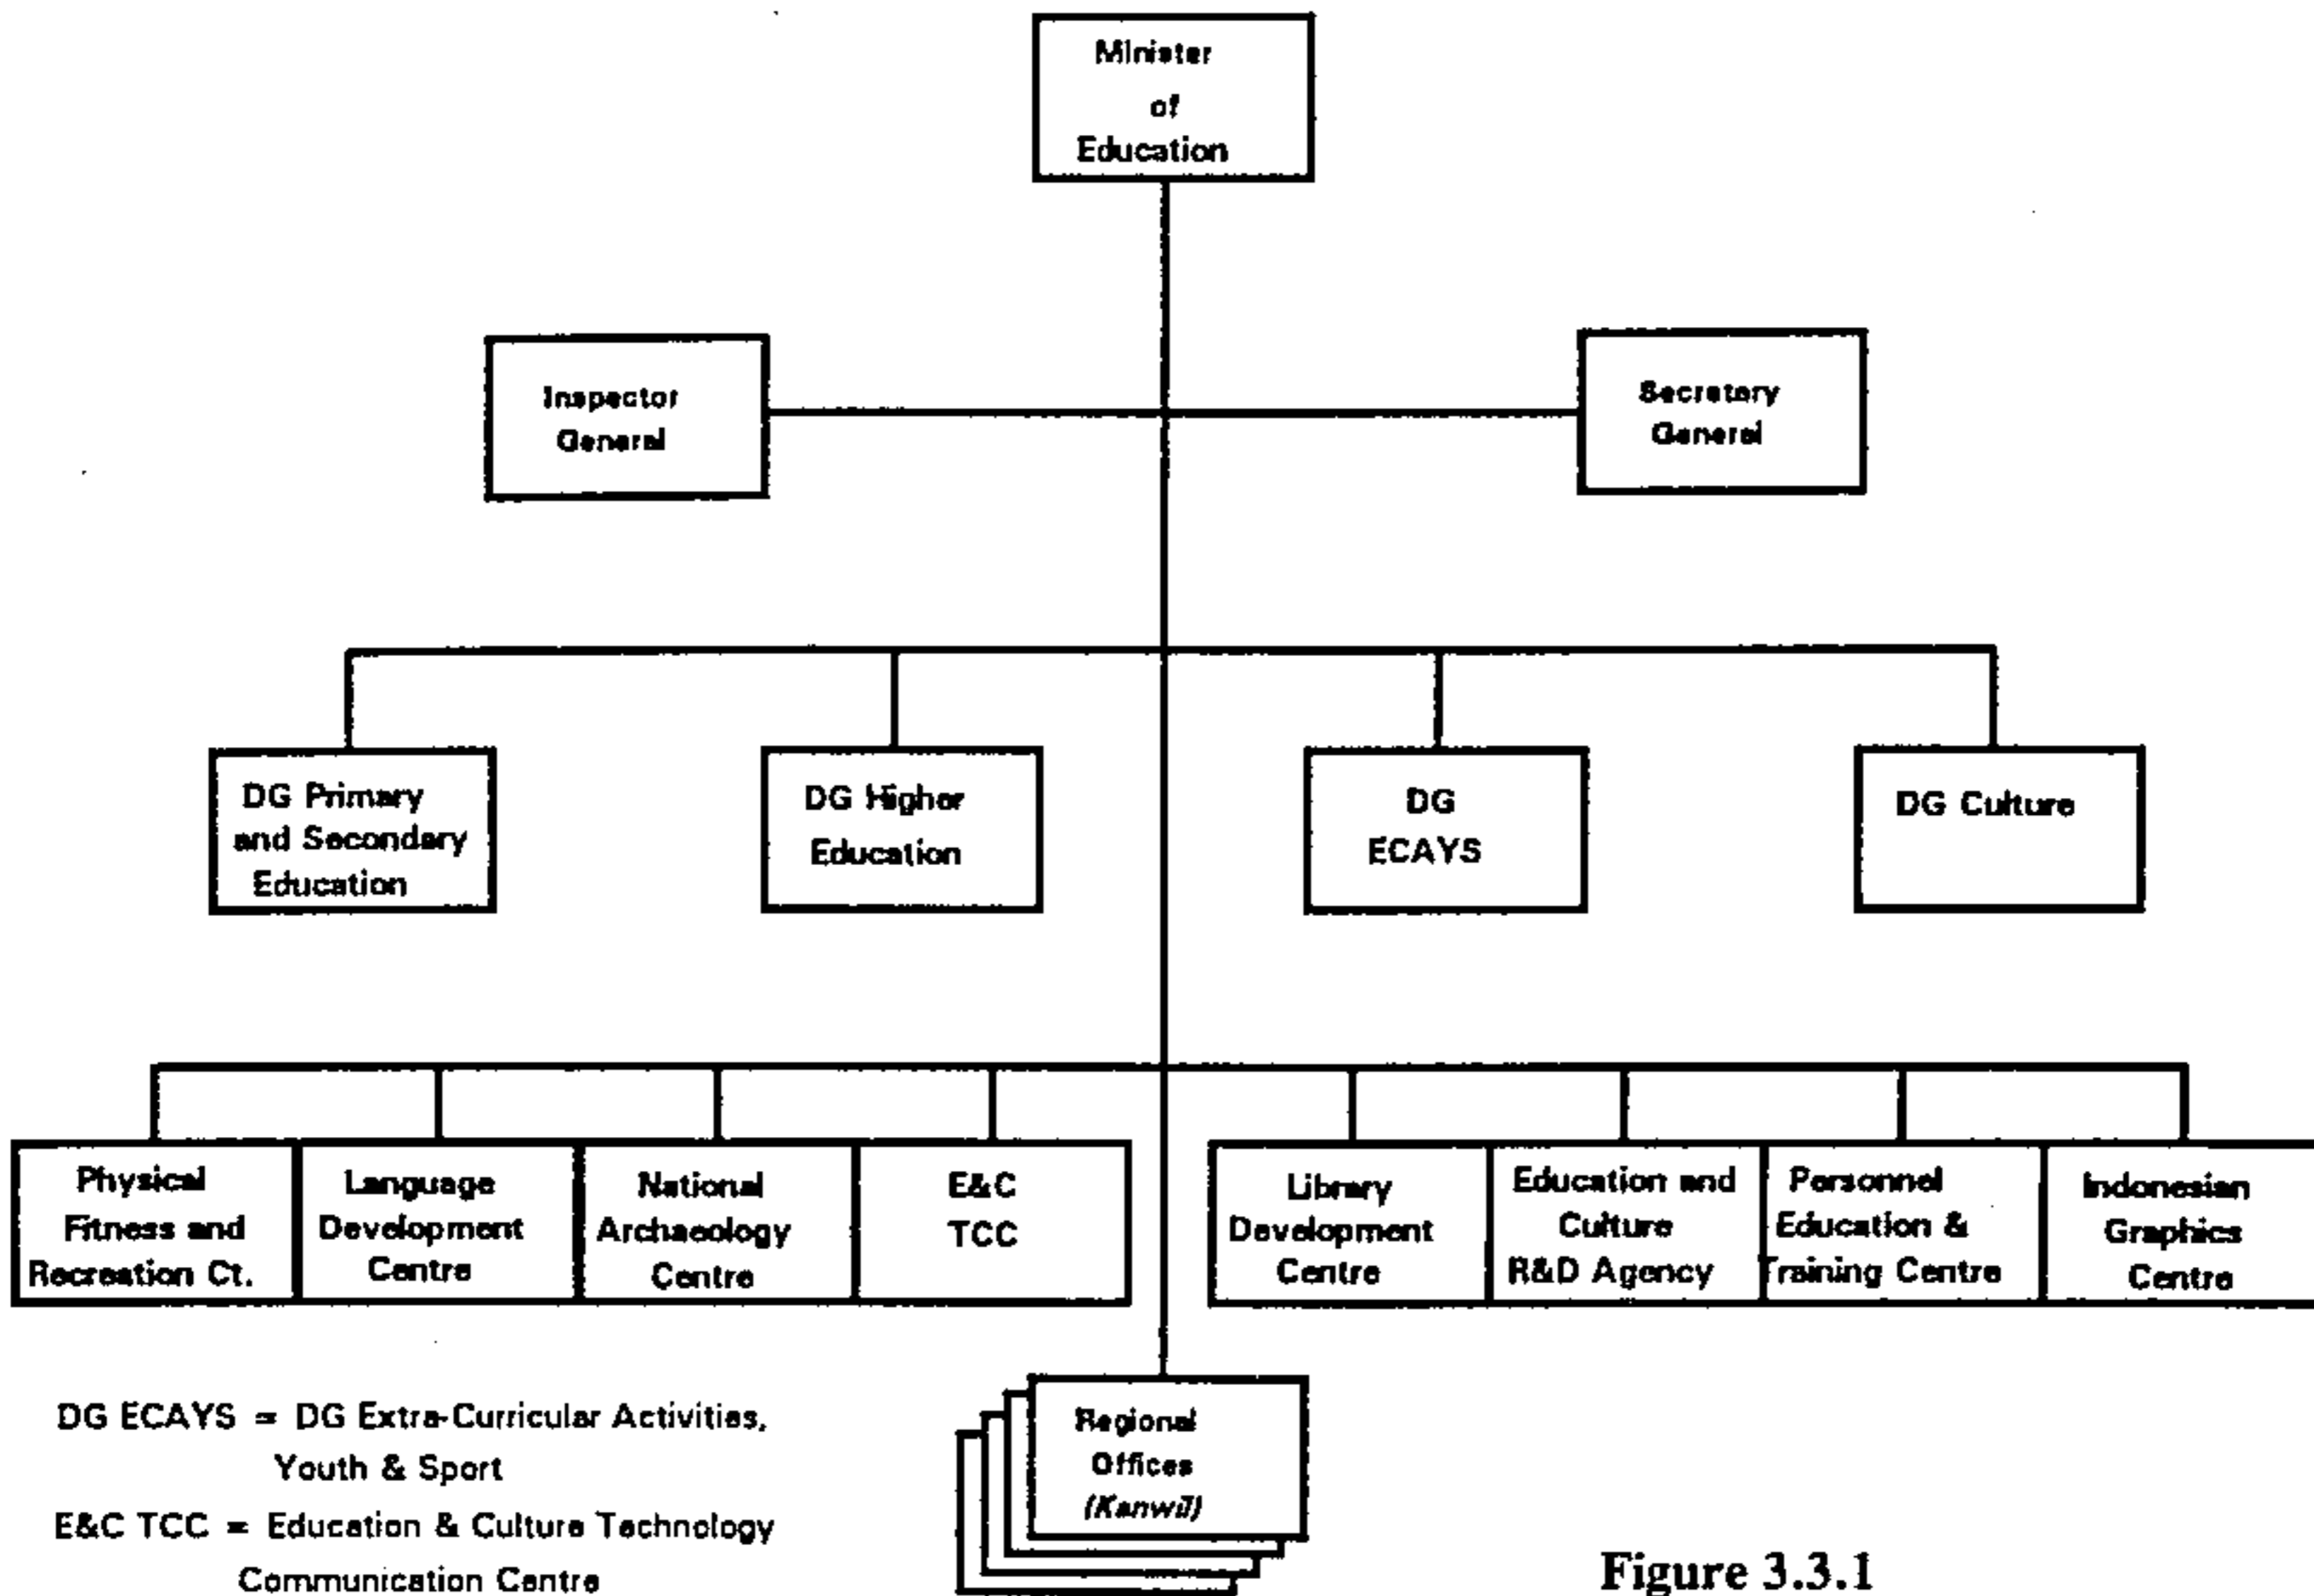 Minister
of
Education
Inspector
General
Secretary
General
DG Primary
and Secondary
Education
DG Higher
Education
DG
ECAYS
DG Culture
Physical
Fitness and
Recreation Ct.
Language
Development
Centre
National
Archaeology
Centre
E&C
TCC
Library
Development
Centre
Education and
Culture
R&D Agency
Personnel
Education &
Training Centre
Indonesian
Graphics
Centre
Regional
Offices
(Kanwil)
DG ECAYS = DG Extra-Curricular Activities,
Youth & Sport
E&C TCC = Education & Culture Technology
Communication Centre
Figure 3.3.1